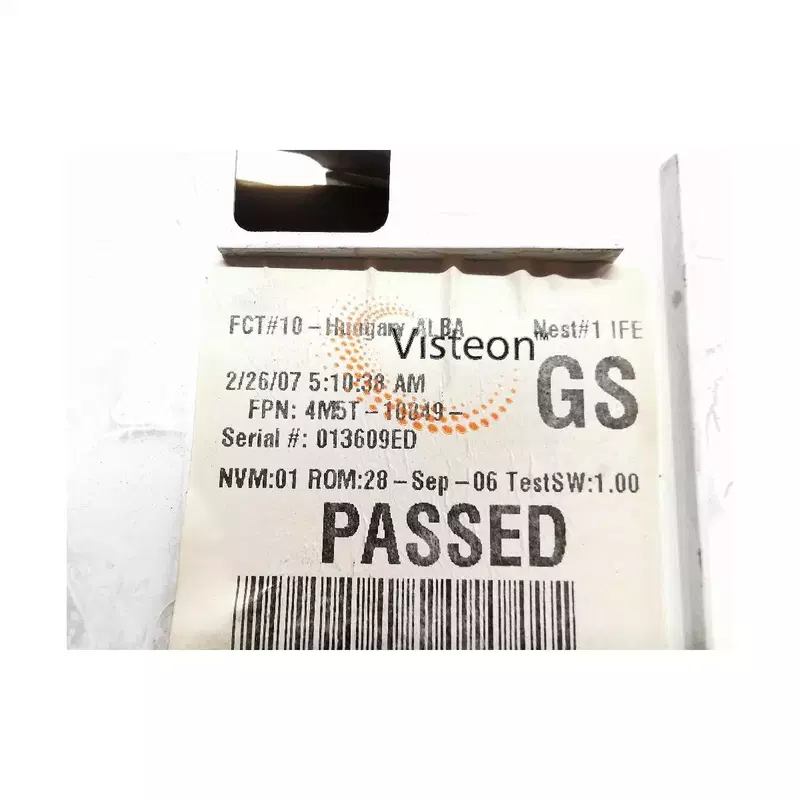 FCT#10-Hungary ALBA Nest#1 IFE
Visteon™
2/26/07 5:10:38 AM
GS
FPN: 4M5T-10849-
Serial #: 013609ED
NVM:01 ROM:28-Sep-06 TestSW:1.00
PASSED